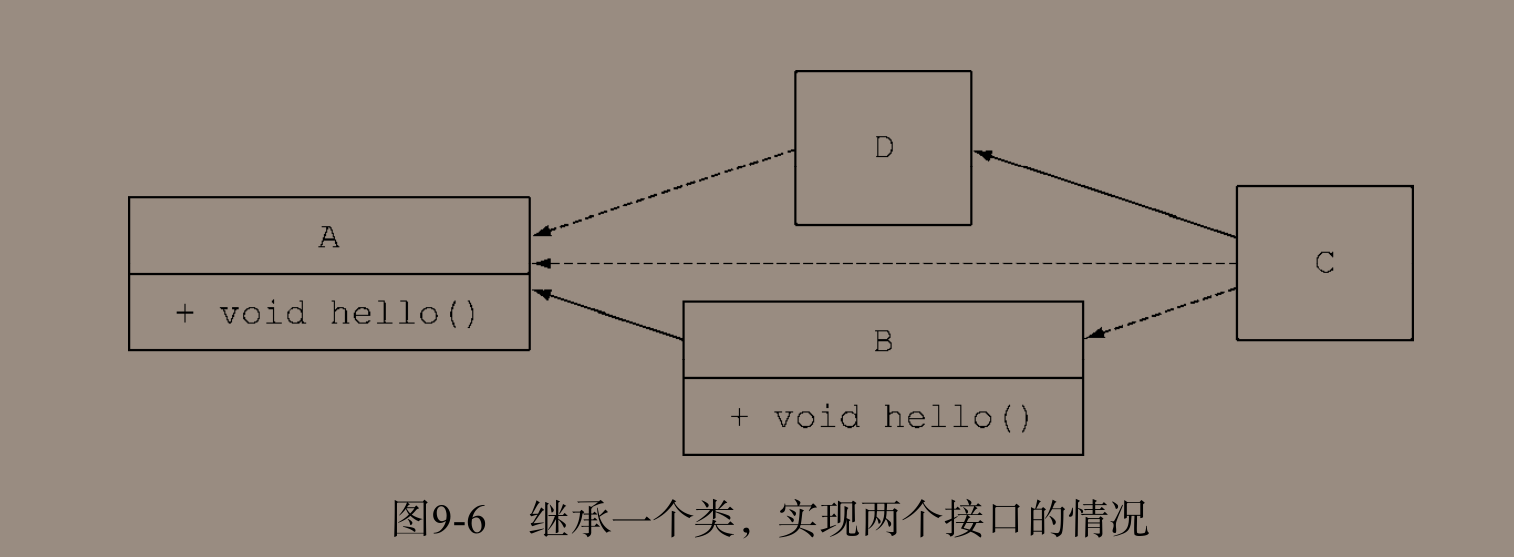 D
A
C
+ void hello()
B
+ void hello()
图9-6 继承一个类，实现两个接口的情况